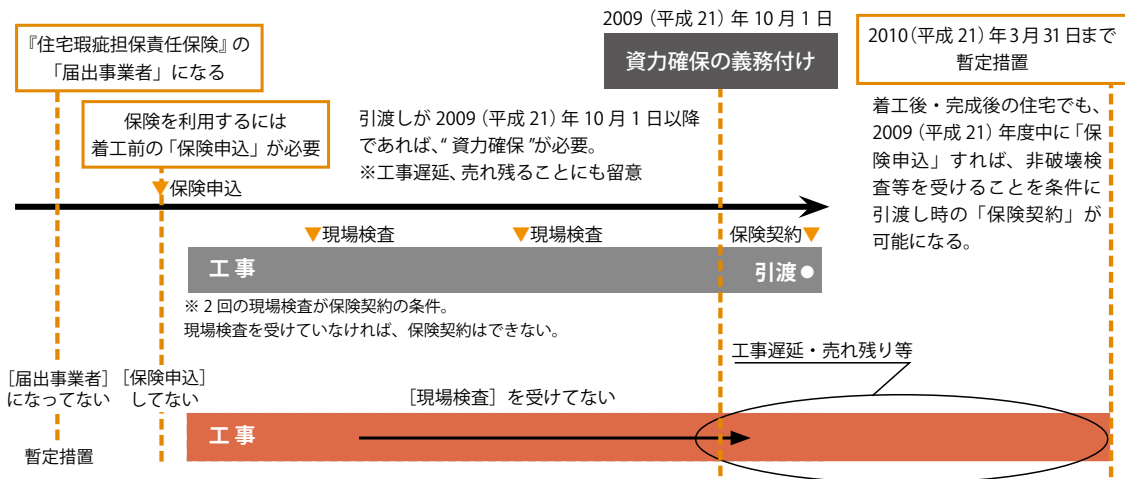 2009（平成 21）年 10 月 1 日
『住宅瑕疵担保責任保険』の
「届出事業者」になる
資力確保の義務付け
2010（平成 21）年 3 月 31 日まで
暫定措置
保険を利用するには
着工前の「保険申込」が必要
引渡しが 2009（平成 21）年 10 月 1 日以降
であれば、“ 資力確保 ”が必要。
※工事遅延、売れ残ることにも留意
着工後・完成後の住宅でも、
2009（平成 21）年度中に「保
険申込」すれば、非破壊検
査等を受けることを条件に
引渡し時の「保険契約」が
可能になる。
▼保険申込
▼現場検査
▼現場検査
保険契約▼
工 事
引渡●
※ 2 回の現場検査が保険契約の条件。
現場検査を受けていなければ、保険契約はできない。
工事遅延・売れ残り等
［届出事業者］
になってない
［保険申込］
してない
［現場検査］を受けてない
工 事
暫定措置